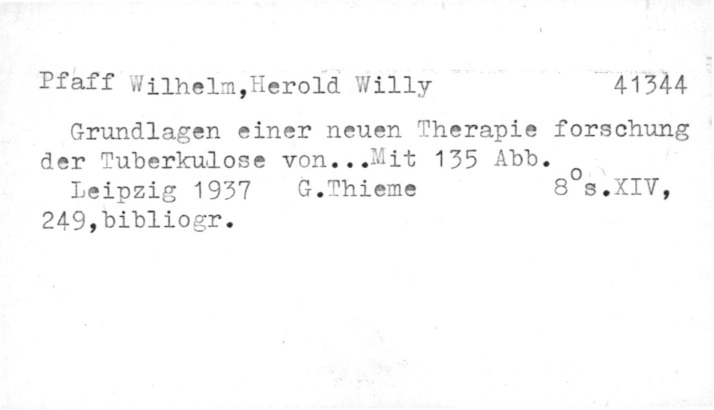 Pfaff Wilhelm,Herold Willy 41344
Grundlagen einer neuen Therapie forschung
der Tuberkulose von...Mit 135 Abb.
Leipzig 1937 G.Thieme 8°s.XIV,
249,bibliogr.